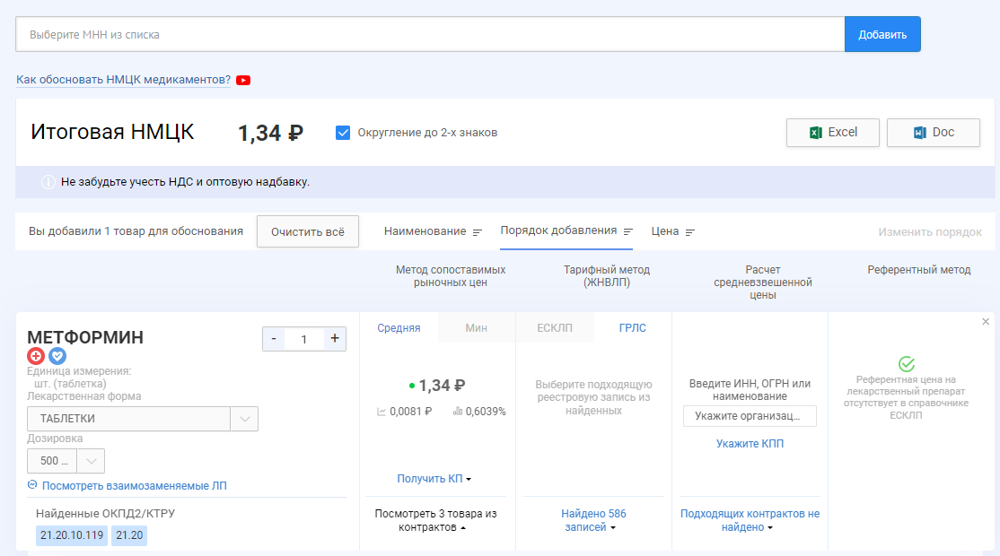 Выберите МНН из списка
Добавить
Как обосновать НМЦК медикаментов?
Итоговая НМЦК
1,34 ₽
Округление до 2-х знаков
Excel
Doc
Не забудьте учесть НДС и оптовую надбавку.
Вы добавили 1 товар для обоснования
Очистить всё
Наименование
Порядок добавления
Цена
Изменить порядок
Метод сопоставимых
рыночных цен
Тарифный метод
(ЖНВЛП)
Расчет
средневзвешенной
цены
Референтный метод
МЕТФОРМИН
- 1 +
Единица измерения:
шт. (таблетка)
Лекарственная форма
ТАБЛЕТКИ
Дозировка
500 ...
Посмотреть взаимозаменяемые ЛП
Найденные ОКПД2/КТРУ
21.20.10.119
21.20
Средняя
Мин
1,34 ₽
0,0081 ₽
0,6039%
Получить КП
Посмотреть 3 товара из
контрактов
ЕСКЛП
ГРЛС
Выберите подходящую
реестровую запись из
найденных
Найдено 586
записей
Введите ИНН, ОГРН или
наименование
Укажите организац...
Укажите КПП
Подходящих контрактов не
найдено
Референтная цена на
лекарственный препарат
отсутствует в справочнике
ЕСКЛП